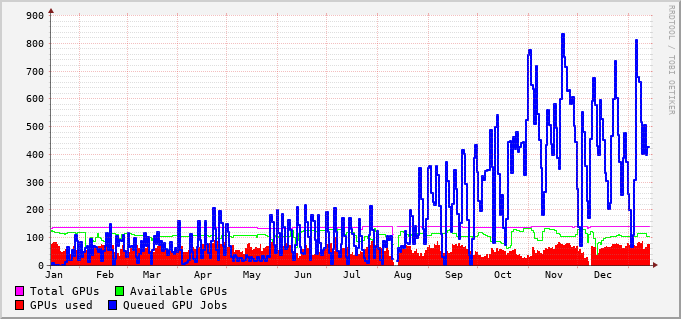 900
800
700
600
500
400
300
200
100
0
Jan Feb Mar Apr May Jun Jul Aug Sep Oct Nov Dec
RRDTOOL / TOBI OETIKER
Total GPUs Available GPUs
GPUs used Queued GPU Jobs